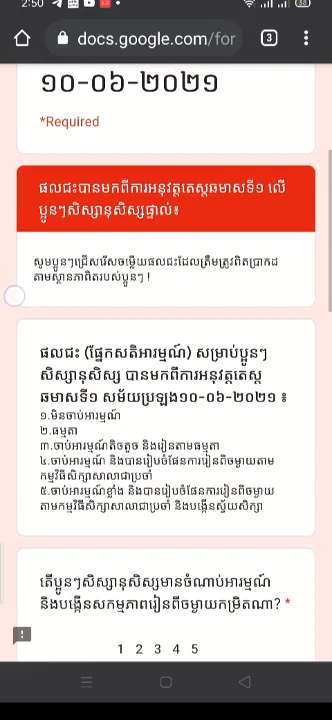 2:50
docs.google.com/for
3
១០-០៦-២០២១
*Required
ផលជះបានមកពីការអនុវត្តតេស្តឆមាសទី១ លើ
ប្អូនៗសិស្សានុសិស្សផ្ទាល់៖
សូមប្អូនៗជ្រើសរើសចម្លើយផលជះដែលត្រឹមត្រូវពិតប្រាកដ
តាមស្ថានភាពិតរបស់ប្អូនៗ !
ផលជះ (ផ្នែកសតិអារម្មណ៍) សម្រាប់ប្អូនៗ
សិស្សានុសិស្ស បានមកពីការអនុវត្តតេស្ត
ឆមាសទី១ សម័យប្រឡង១០-០៦-២០២១ ៖
១.មិនចាប់អារម្មណ៍
២.ធម្មតា
៣.ចាប់អារម្មណ៍តិចតួច និងរៀនតាមធម្មតា
៤.ចាប់អារម្មណ៍ និងបានរៀបចំផែនការរៀនពីចម្ងាយតាម
កម្មវិធីសិក្សាសាលាជាប្រចាំ
៥.ចាប់អារម្មណ៍ខ្លាំង និងបានរៀបចំផែនការរៀនពីចម្ងាយ
តាមកម្មវិធីសិក្សាសាលាជាប្រចាំ និងបង្កើនស្វ័យសិក្សា
តើប្អូនៗសិស្សានុសិស្សមានចំណាប់អារម្មណ៍
និងបង្កើនសកម្មភាពរៀនពីចម្ងាយកម្រិតណា? *
1 2 3 4 5